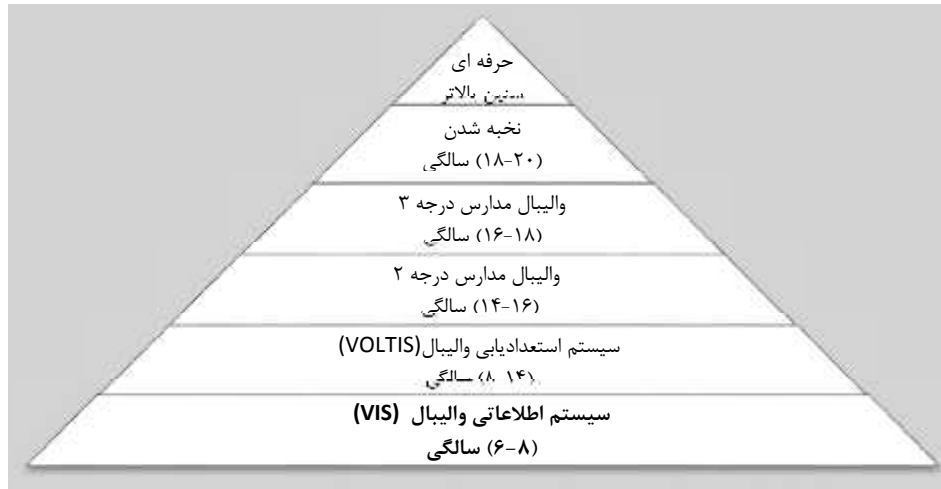 حرفه ای
سنین بالاتر
نخبه شدن
(۱۸-۲۰) سالگی
والیبال مدارس درجه ۳
(۱۶-۱۸) سالگی
والیبال مدارس درجه ۲
(۱۴-۱۶) سالگی
سیستم استعدادیابی والیبال(VOLTIS)
(۸-۱۴) سالگی
سیستم اطلاعاتی والیبال (VIS)
(۶-۸) سالگی